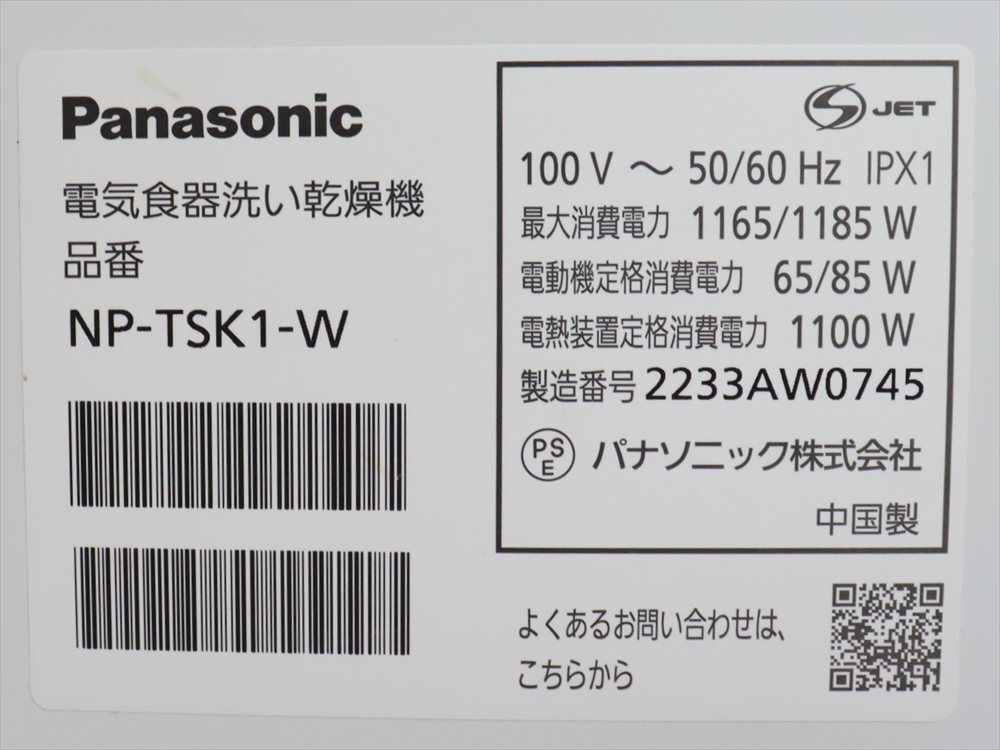 Panasonic
電気食器洗い乾燥機
品番
NP-TSK1-W
S JET
100 V ～ 50/60 Hz IPX1
最大消費電力 1165/1185 W
電動機定格消費電力 65/85 W
電熱装置定格消費電力 1100 W
製造番号 2233AW0745
PSE パナソニック株式会社
中国製
よくあるお問い合わせは、
こちらから